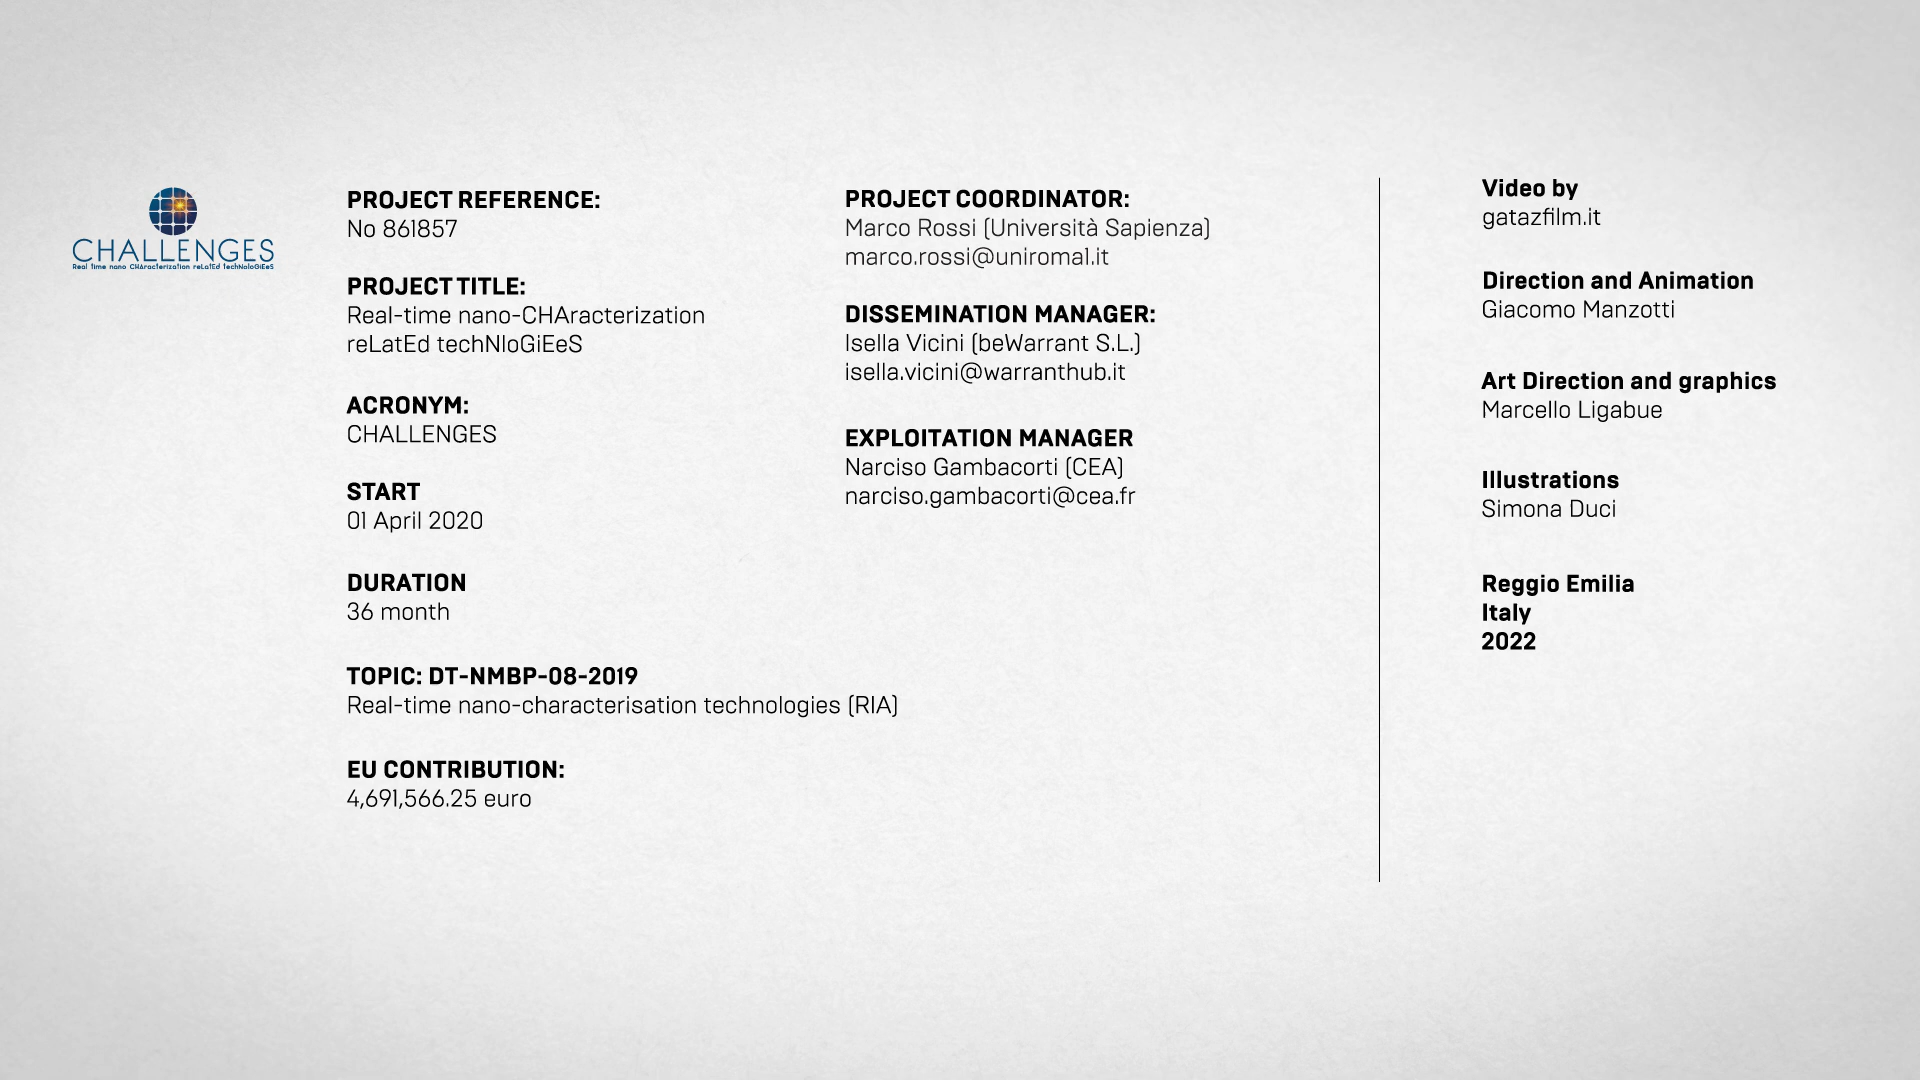 CHALLENGES
Real time nano CHAracterization reLatEd techNoloGiEeS
PROJECT REFERENCE:
No 861857
PROJECT TITLE:
Real-time nano-CHAracterization
reLatEd techNloGiEeS
ACRONYM:
CHALLENGES
START
01 April 2020
DURATION
36 month
TOPIC: DT-NMBP-08-2019
Real-time nano-characterisation technologies (RIA)
EU CONTRIBUTION:
4,691,566.25 euro
PROJECT COORDINATOR:
Marco Rossi (Università Sapienza)
marco.rossi@uniroma1.it
DISSEMINATION MANAGER:
Isella Vicini (beWarrant S.L.)
isella.vicini@warranthub.it
EXPLOITATION MANAGER
Narciso Gambacorti (CEA)
narciso.gambacorti@cea.fr
Video by
gatazfilm.it
Direction and Animation
Giacomo Manzotti
Art Direction and graphics
Marcello Ligabue
Illustrations
Simona Duci
Reggio Emilia
Italy
2022